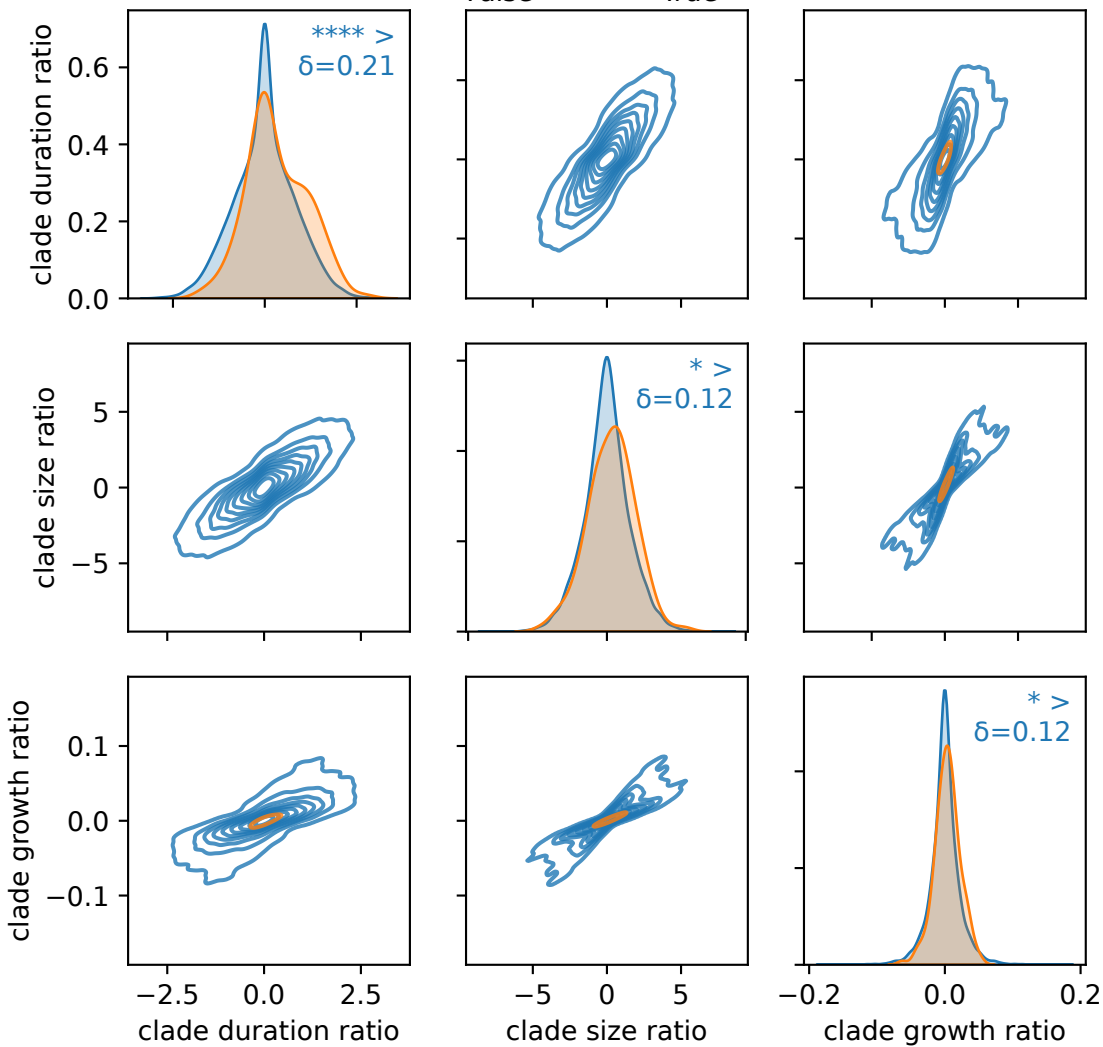 clade duration ratio
0.6
0.4
0.2
0.0
**** >
δ=0.21
clade size ratio
5
0
−5
* >
δ=0.12
clade growth ratio
0.1
0.0
−0.1
* >
δ=0.12
−2.5 0.0 2.5
clade duration ratio
−5 0 5
clade size ratio
−0.2 0.0 0.2
clade growth ratio